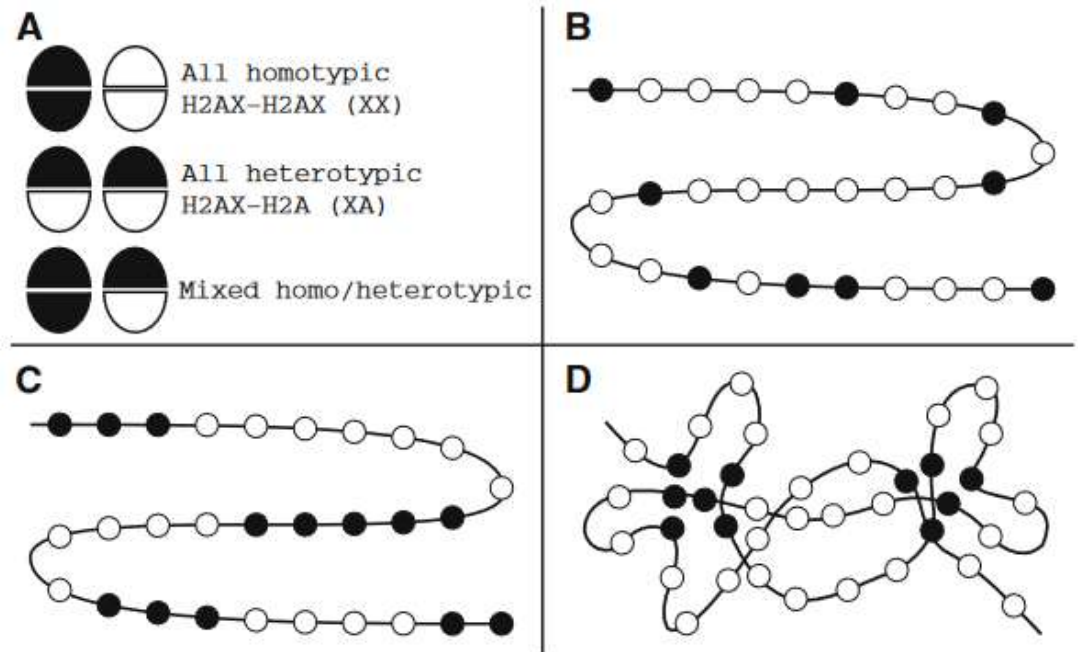 A
All homotypic
H2AX-H2AX (XX)
All heterotypic
H2AX-H2A (XA)
Mixed homo/heterotypic
B
C
D